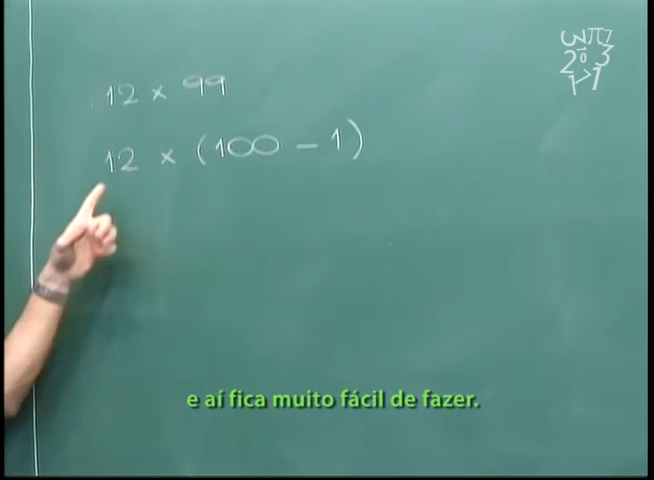 12 × 99
12 × (100 − 1)
e aí fica muito fácil de fazer.